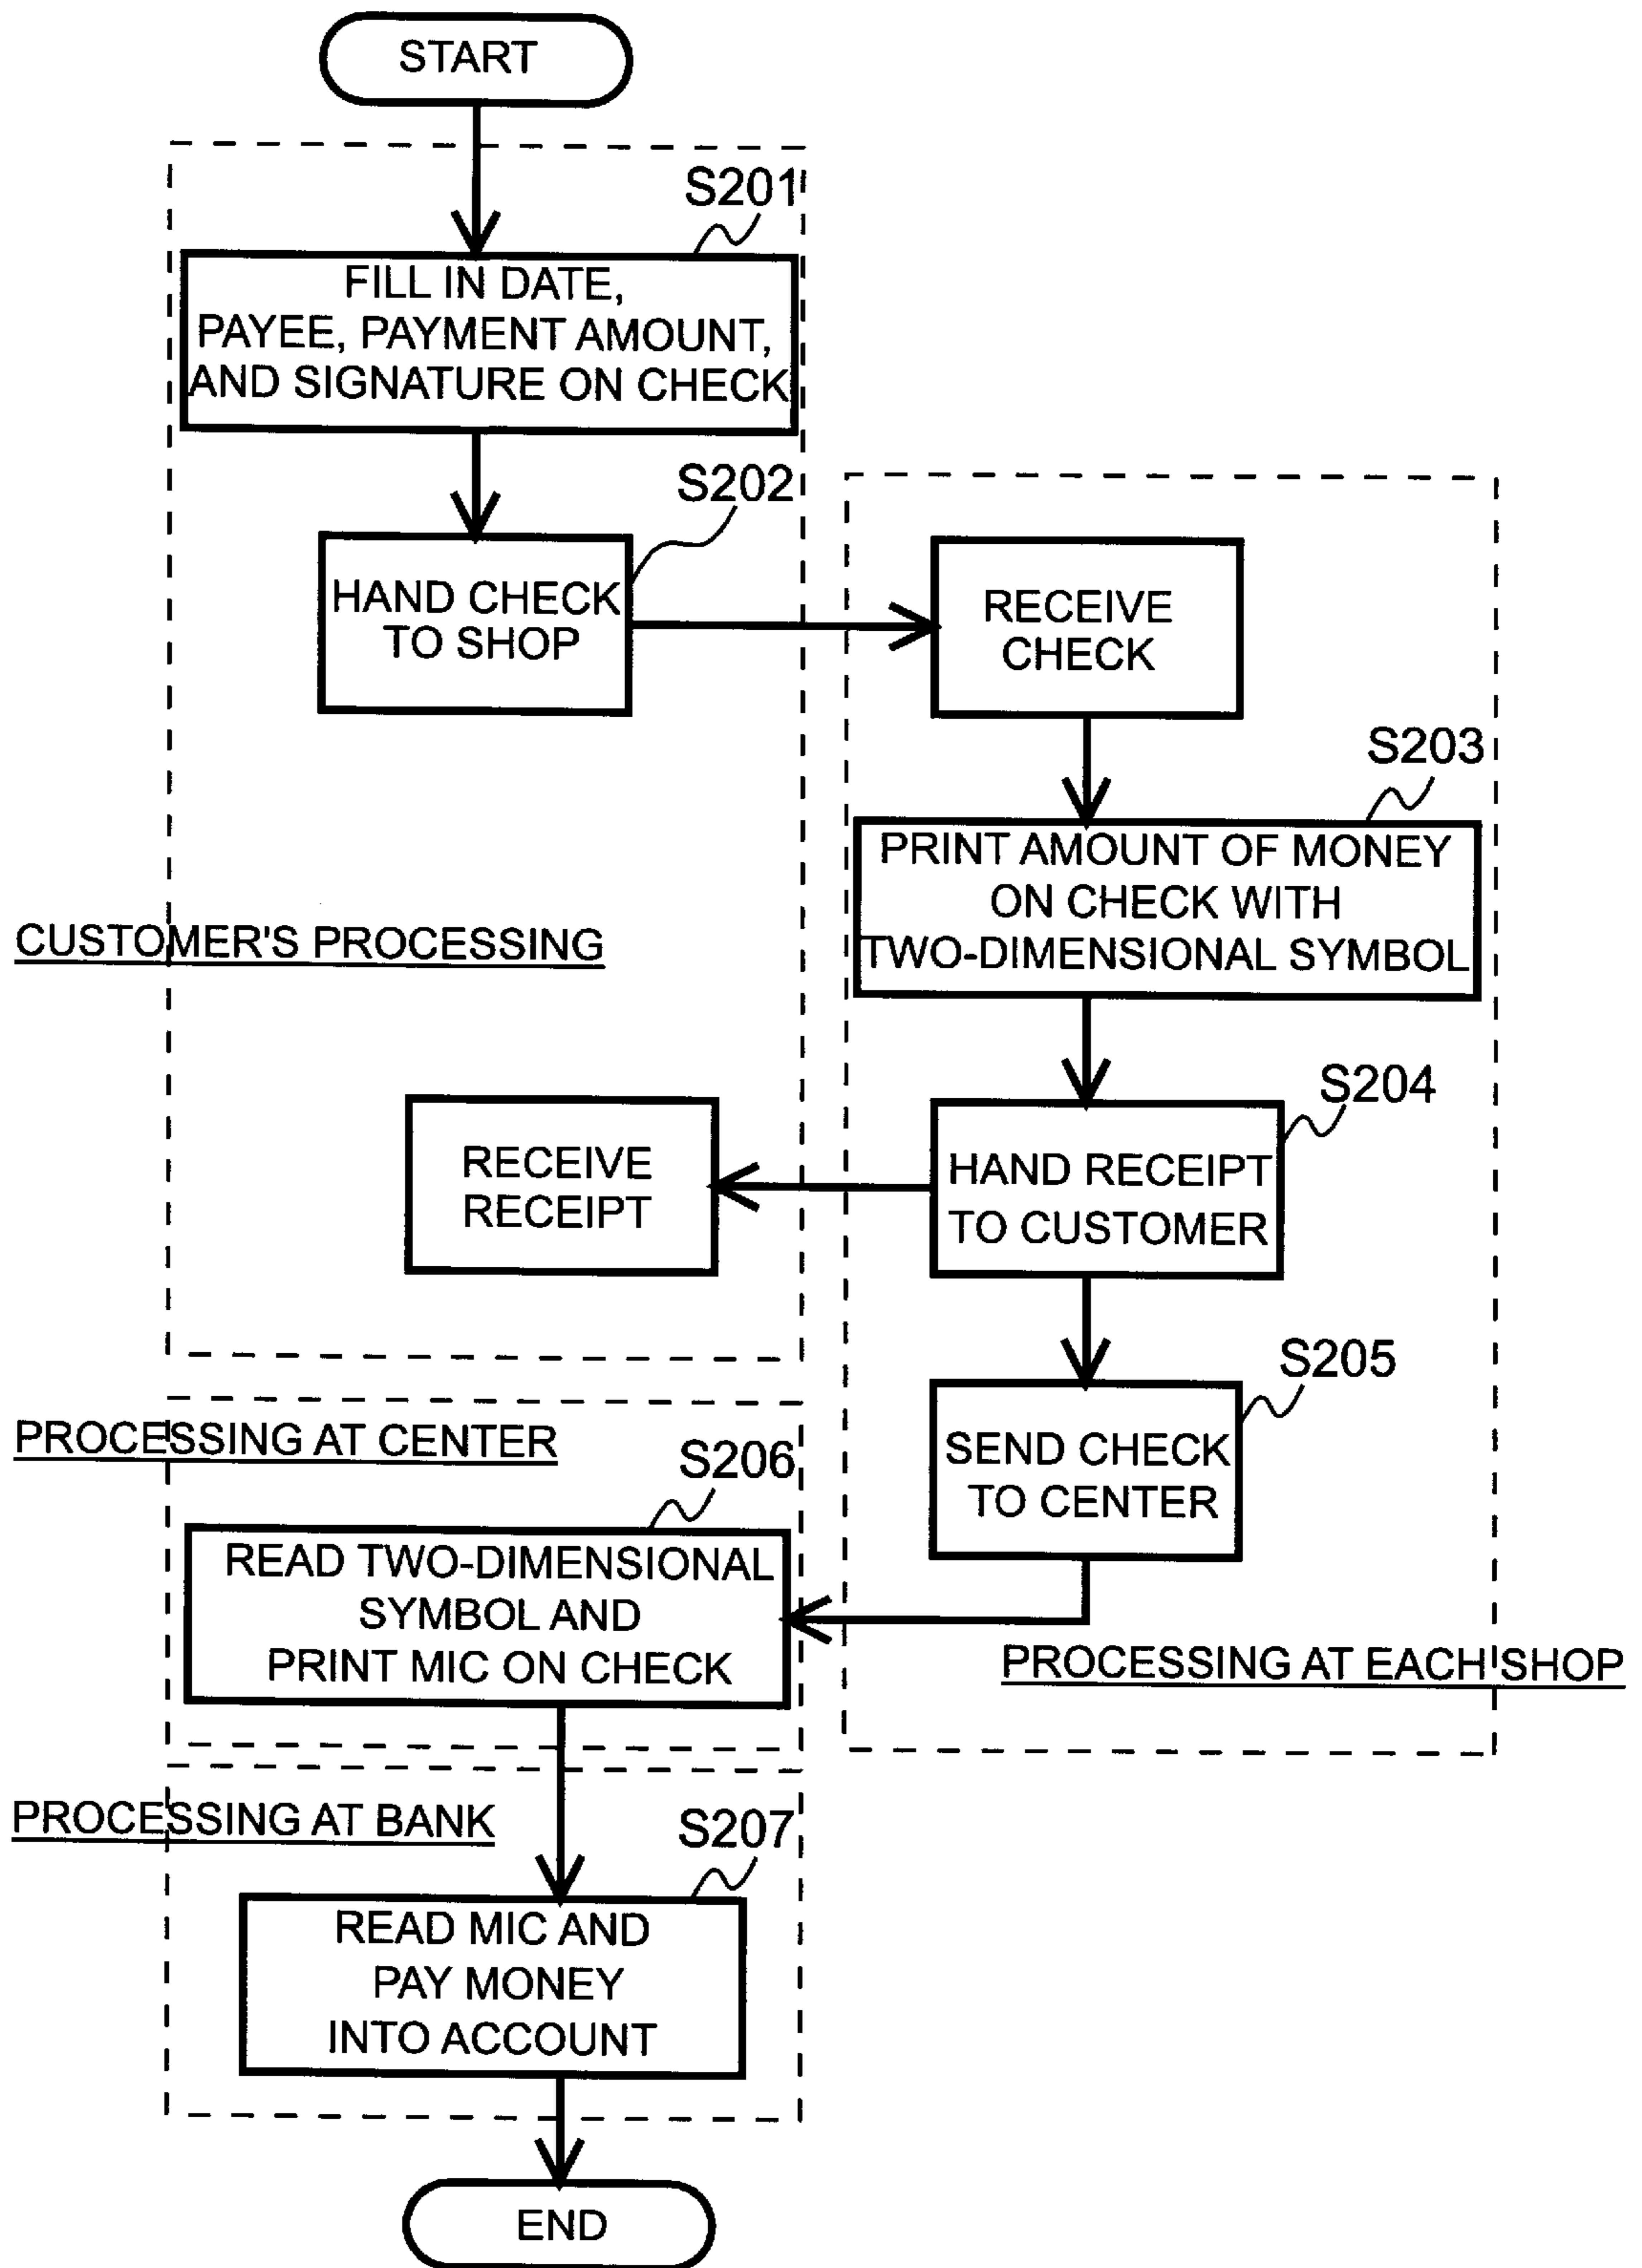 START
S201
FILL IN DATE,
PAYEE, PAYMENT AMOUNT,
AND SIGNATURE ON CHECK
S202
HAND CHECK
TO SHOP
RECEIVE
CHECK
S203
PRINT AMOUNT OF MONEY
ON CHECK WITH
TWO-DIMENSIONAL SYMBOL
CUSTOMER'S PROCESSING
S204
HAND RECEIPT
TO CUSTOMER
RECEIVE
RECEIPT
S205
SEND CHECK
TO CENTER
PROCESSING AT CENTER
S206
READ TWO-DIMENSIONAL
SYMBOL AND
PRINT MIC ON CHECK
PROCESSING AT EACH SHOP
PROCESSING AT BANK
S207
READ MIC AND
PAY MONEY
INTO ACCOUNT
END